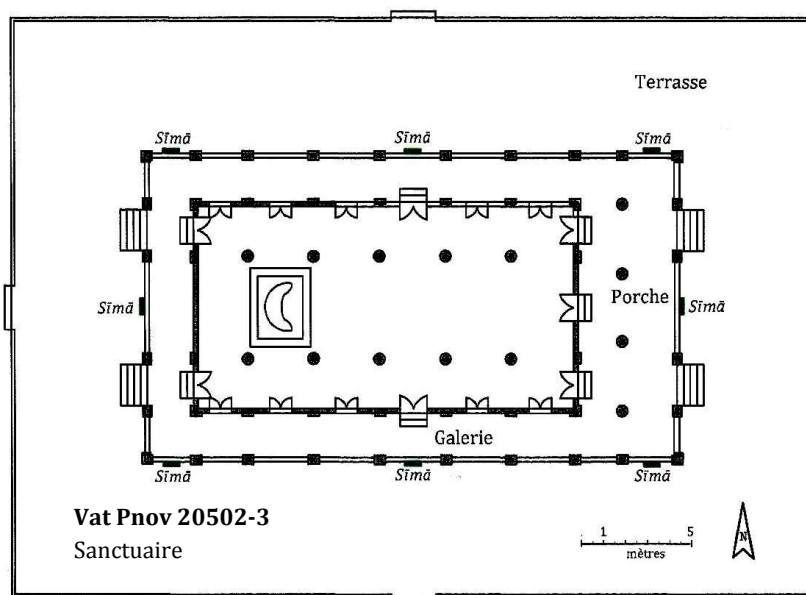 Terrasse
Sīmā
Sīmā
Sīmā
Sīmā
Porche
Sīmā
Galerie
Sīmā
Sīmā
Sīmā
Vat Pnov 20502-3
Sanctuaire
1 5
mètres
N